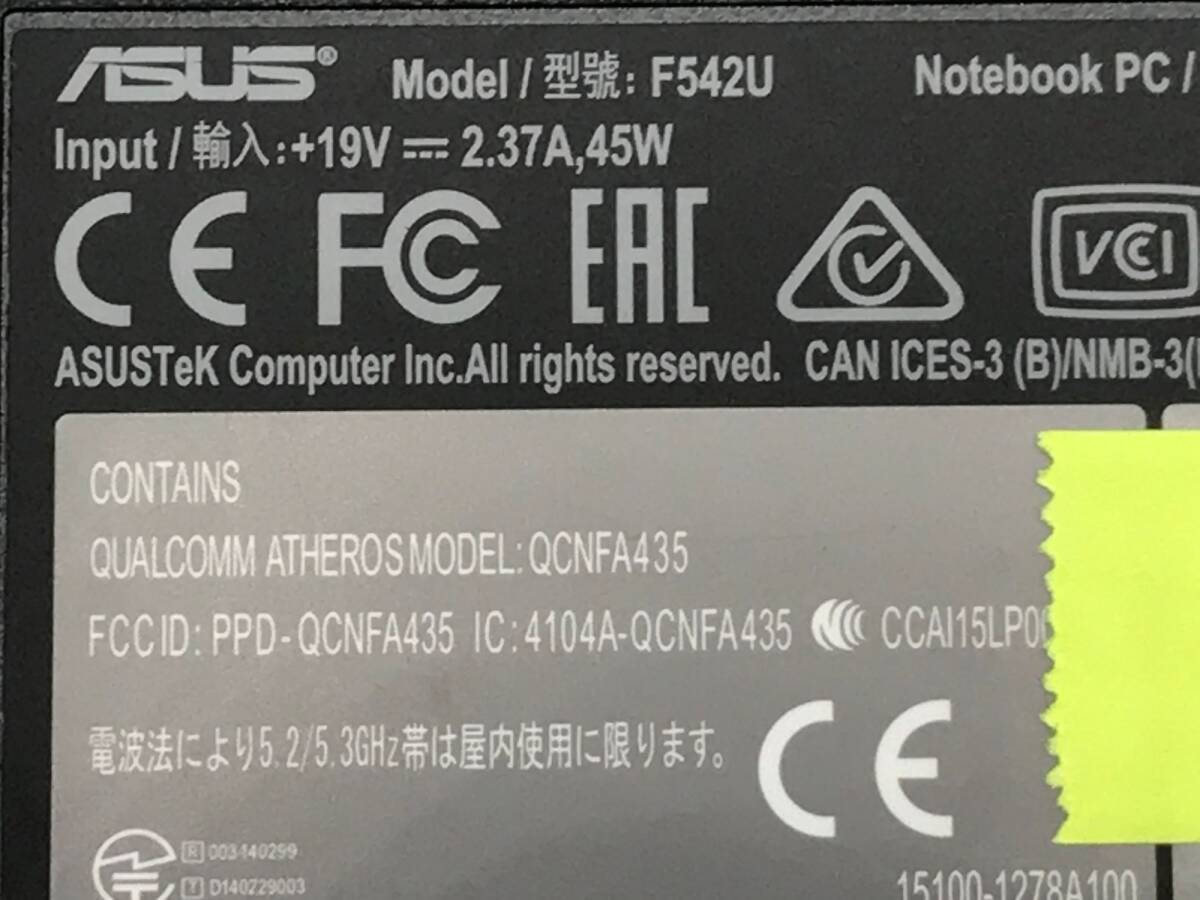 ASUS® Model / 型號: F542U Notebook PC /
Input / 輸入:+19V ⎓ 2.37A,45W
CE FC EAC VCCI
ASUSTeK Computer Inc.All rights reserved. CAN ICES-3 (B)/NMB-3(
CONTAINS
QUALCOMM ATHEROS MODEL: QCNFA435
FCC ID: PPD-QCNFA435 IC: 4104A-QCNFA435 CCAI15LP0
電波法により5.2/5.3GHz帯は屋内使用に限ります。 CE
R 003-140299
T D140229003
15100-1278A100